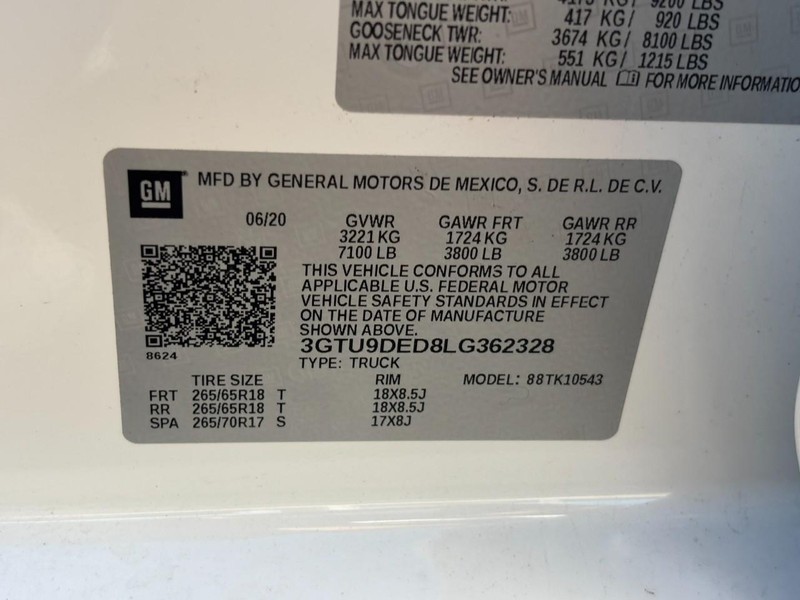 4173 KG/ 9200 LBS
MAX TONGUE WEIGHT: 417 KG/ 920 LBS
GOOSENECK TWR: 3674 KG/ 8100 LBS
MAX TONGUE WEIGHT: 551 KG/ 1215 LBS
SEE OWNER'S MANUAL FOR MORE INFORMATIO
GM MFD BY GENERAL MOTORS DE MEXICO, S. DE R.L. DE C.V.
06/20 GVWR GAWR FRT GAWR RR
3221 KG 1724 KG 1724 KG
7100 LB 3800 LB 3800 LB
THIS VEHICLE CONFORMS TO ALL
APPLICABLE U.S. FEDERAL MOTOR
VEHICLE SAFETY STANDARDS IN EFFECT
ON THE DATE OF MANUFACTURE
SHOWN ABOVE.
8624
3GTU9DED8LG362328
TYPE: TRUCK
TIRE SIZE RIM MODEL: 88TK10543
FRT 265/65R18 T 18X8.5J
RR 265/65R18 T 18X8.5J
SPA 265/70R17 S 17X8J